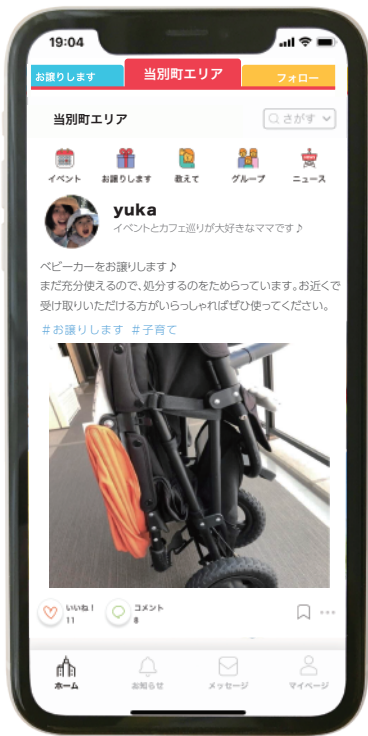 19:04
お譲りします
当別町エリア
フォロー
当別町エリア
さがす
イベント
お譲りします
教えて
グループ
ニュース
yuka
イベントとカフェ巡りが大好きなママです♪
ベビーカーをお譲りします♪
まだ充分使えるので、処分するのをためらっています。お近くで
受け取りいただける方がいらっしゃればぜひ使ってください。
#お譲りします #子育て
いいね！
11
コメント
8
ホーム
お知らせ
メッセージ
マイページ